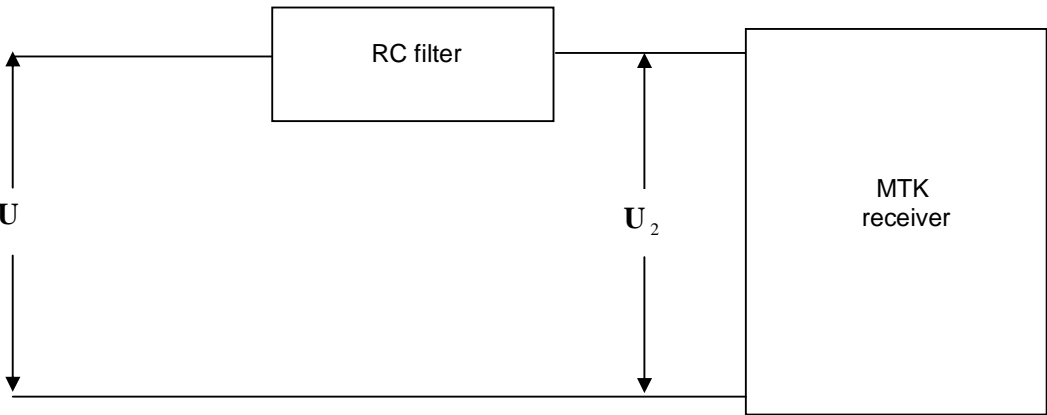 RC filter
MTK
receiver
U
U₂